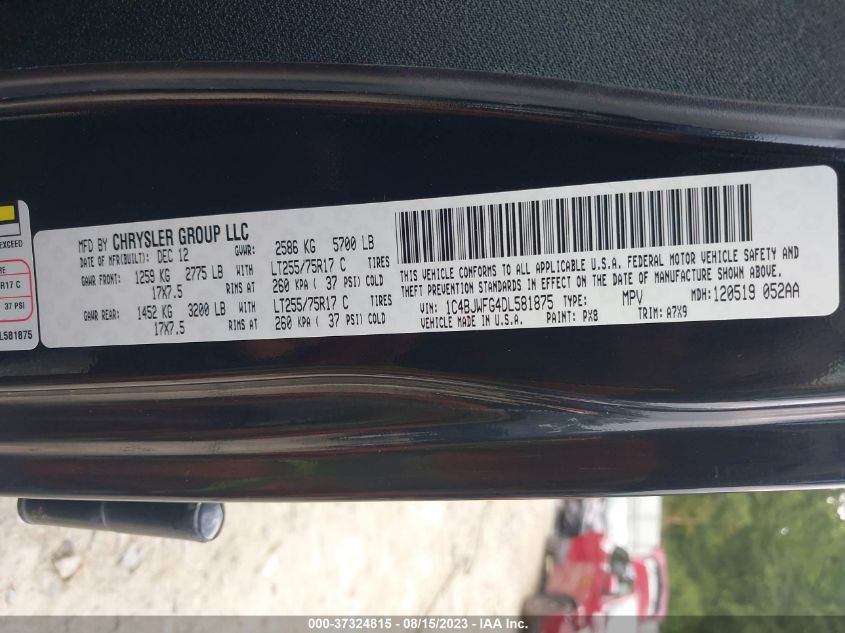 EXCEED
RE
R17 C
37 PSI
L581875
MFD BY CHRYSLER GROUP LLC
DATE OF MFR(BUILT): DEC 12 GVWR: 2586 KG 5700 LB
GAWR FRONT: 1259 KG 2775 LB WITH LT255/75R17 C TIRES
17X7.5 RIMS AT 260 KPA ( 37 PSI) COLD
GAWR REAR: 1452 KG 3200 LB WITH LT255/75R17 C TIRES
17X7.5 RIMS AT 260 KPA ( 37 PSI) COLD
THIS VEHICLE CONFORMS TO ALL APPLICABLE U.S.A. FEDERAL MOTOR VEHICLE SAFETY AND
THEFT PREVENTION STANDARDS IN EFFECT ON THE DATE OF MANUFACTURE SHOWN ABOVE.
VIN: 1C4BJWFG4DL581875 TYPE: MPV MDH: 120519 052AA
VEHICLE MADE IN U.S.A. PAINT: PX8 TRIM: A7X9
000-37324815 - 08/15/2023 - IAA Inc.